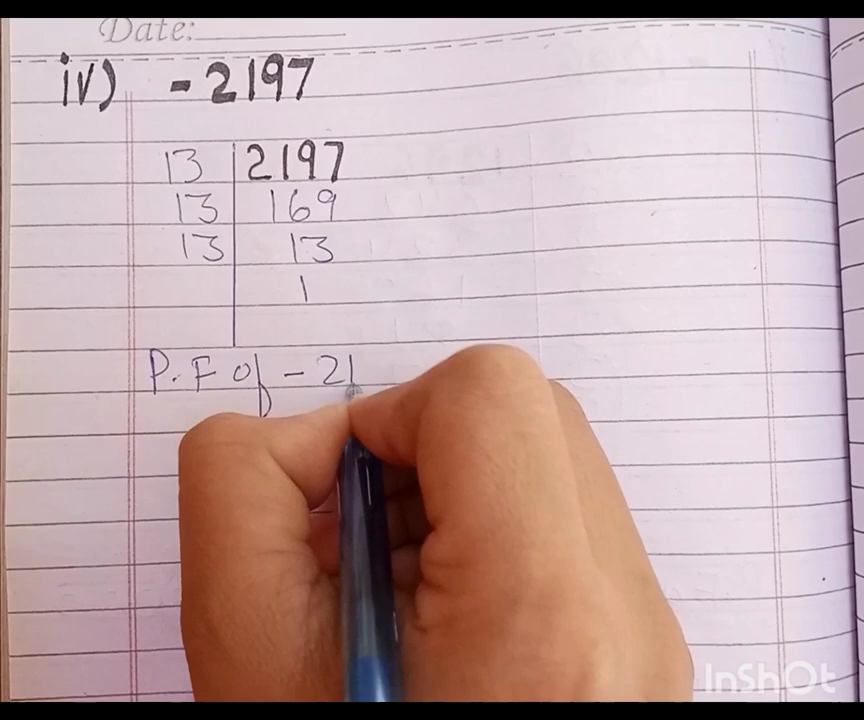 Date:
iv) - 2197
13 2197
13 169
13 13
1
P.F of - 21
InShOt